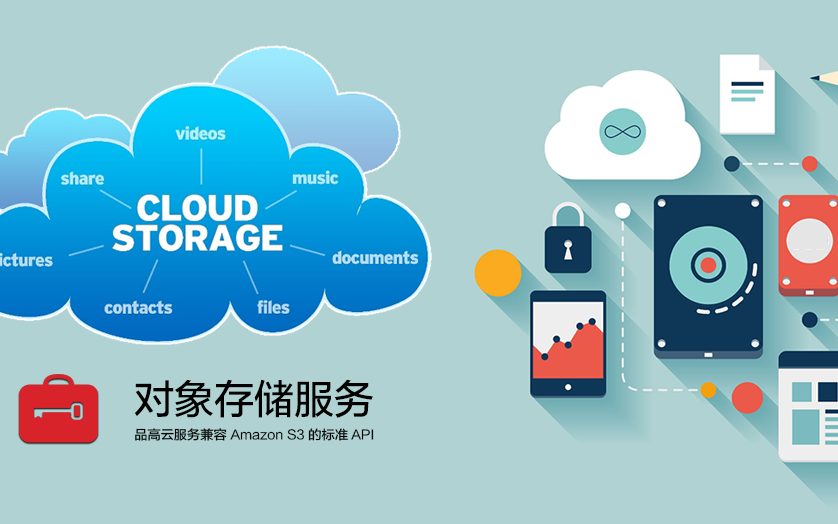 videos
share
music
CLOUD
STORAGE
ictures
documents
contacts
files
对象存储服务
品高云服务兼容 Amazon S3 的标准 API